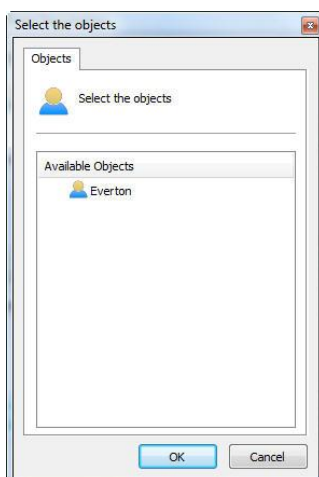 Select the objects
Objects
Select the objects
Available Objects
Everton
OK Cancel